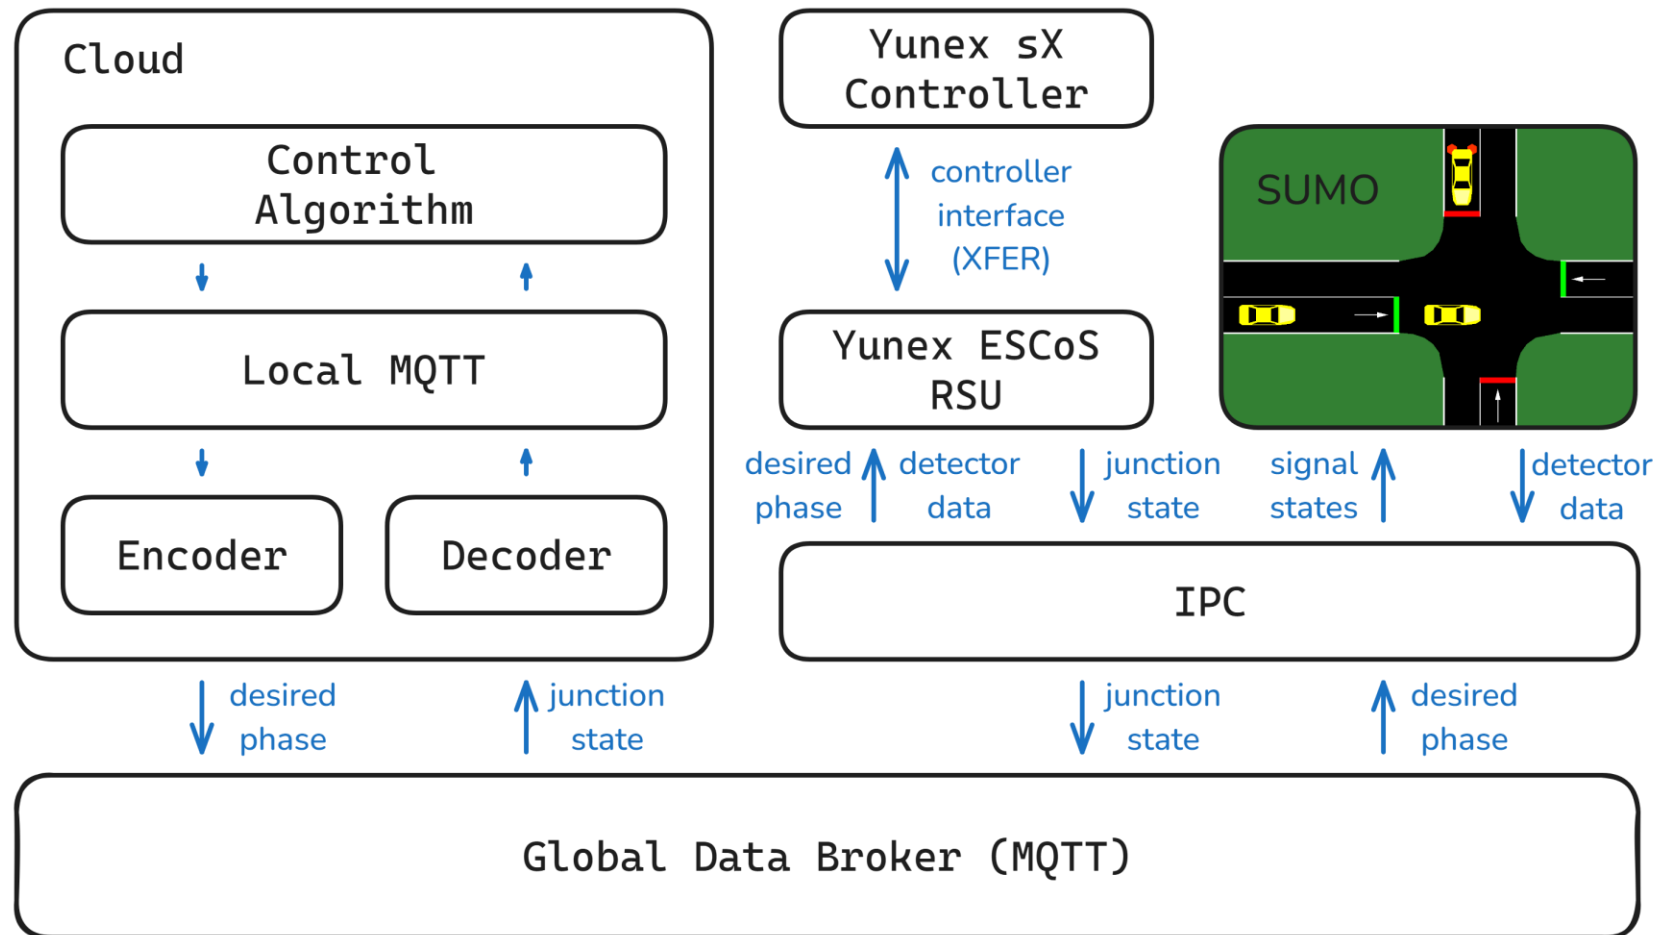 Cloud
Control
Algorithm
Local MQTT
Encoder
Decoder
desired
phase
junction
state
Yunex sX
Controller
controller
interface
(XFER)
Yunex ESCoS
RSU
SUMO
desired
phase
detector
data
junction
state
signal
states
detector
data
IPC
junction
state
desired
phase
Global Data Broker (MQTT)